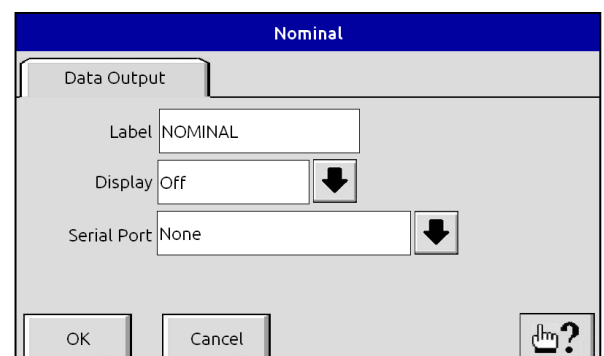 Nominal
Data Output
Label NOMINAL
Display Off
Serial Port None
OK Cancel ?